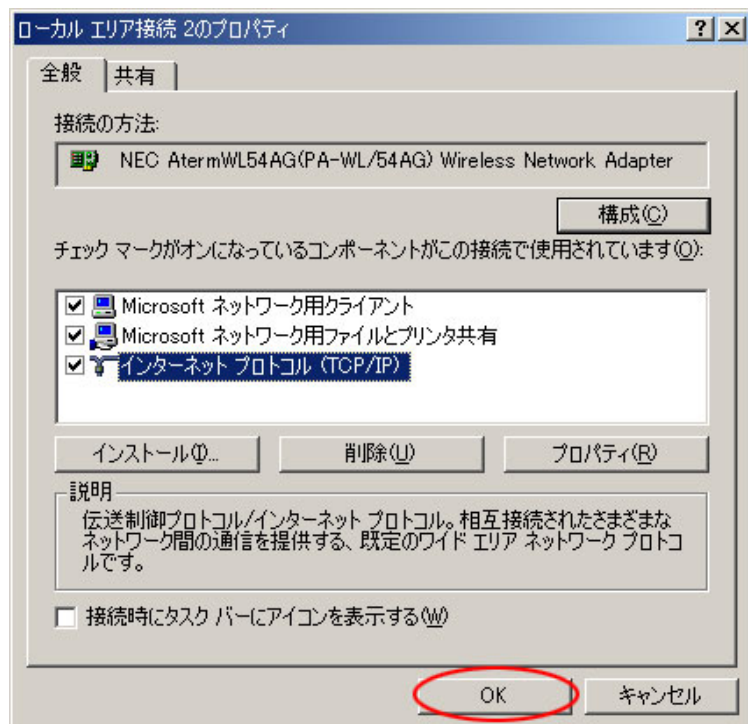 ローカル エリア接続 2のプロパティ
全般 共有
接続の方法:
NEC AtermWL54AG(PA-WL/54AG) Wireless Network Adapter
構成(C)
チェック マークがオンになっているコンポーネントがこの接続で使用されています(O):
Microsoft ネットワーク用クライアント
Microsoft ネットワーク用ファイルとプリンタ共有
インターネット プロトコル (TCP/IP)
インストール(I)... 削除(U) プロパティ(R)
説明
伝送制御プロトコル/インターネット プロトコル。相互接続されたさまざまな
ネットワーク間の通信を提供する、既定のワイド エリア ネットワーク プロトコ
ルです。
接続時にタスク バーにアイコンを表示する(W)
OK キャンセル